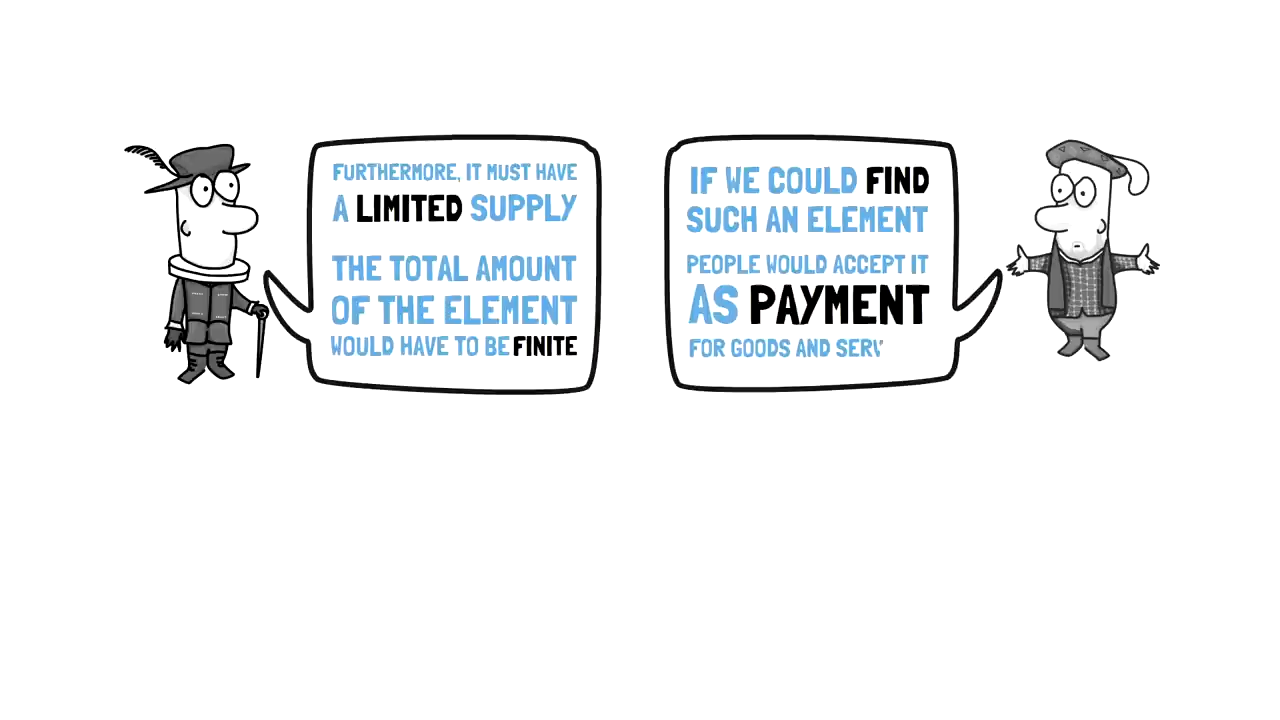 FURTHERMORE, IT MUST HAVE
A LIMITED SUPPLY
THE TOTAL AMOUNT
OF THE ELEMENT
WOULD HAVE TO BE FINITE
IF WE COULD FIND
SUCH AN ELEMENT
PEOPLE WOULD ACCEPT IT
AS PAYMENT
FOR GOODS AND